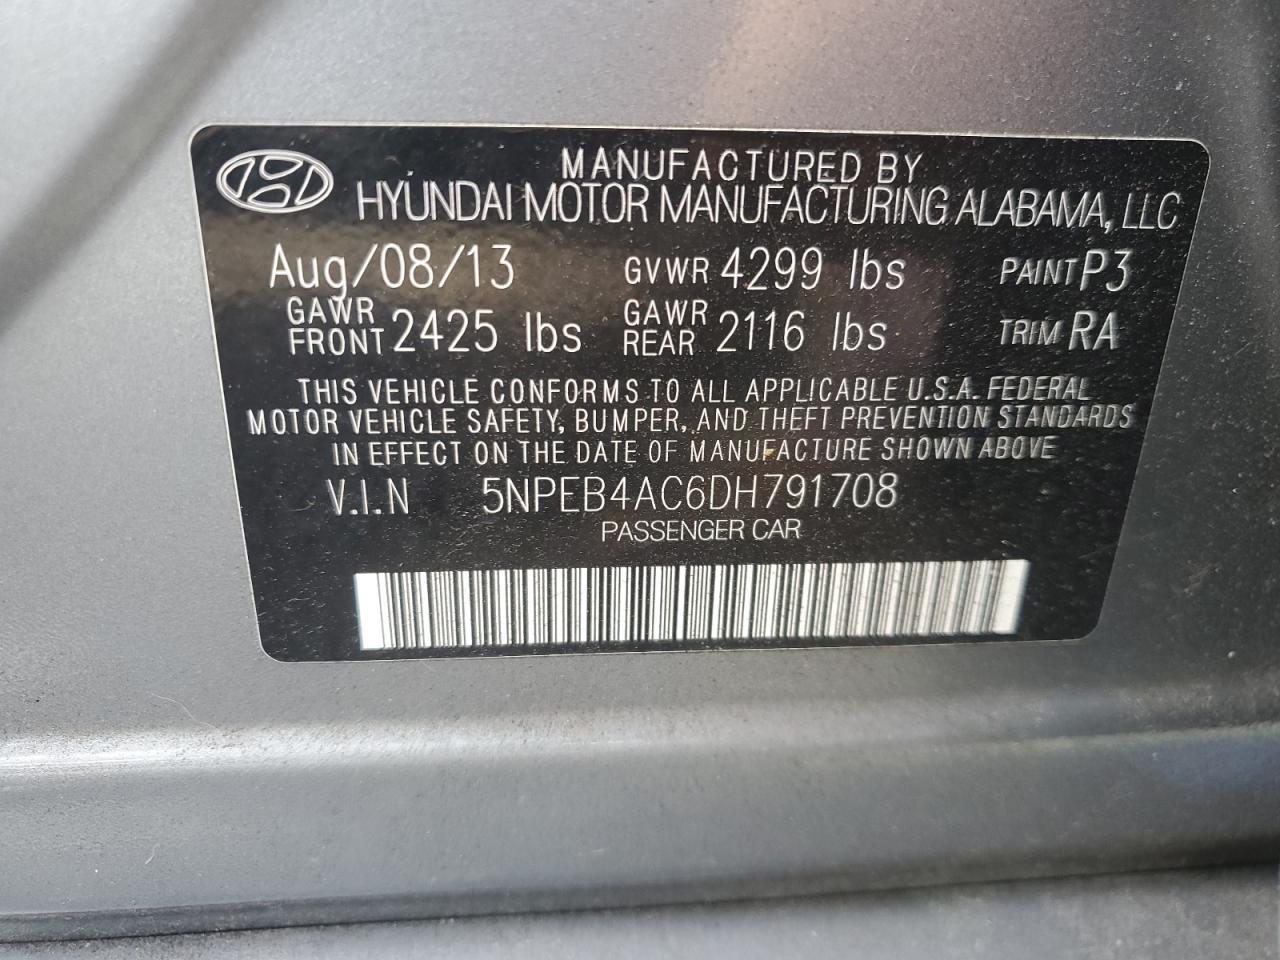 MANUFACTURED BY
HYUNDAI MOTOR MANUFACTURING ALABAMA, LLC
Aug/08/13 GVWR 4299 lbs PAINT P3
GAWR FRONT 2425 lbs GAWR REAR 2116 lbs TRIM RA
THIS VEHICLE CONFORMS TO ALL APPLICABLE U.S.A. FEDERAL
MOTOR VEHICLE SAFETY, BUMPER, AND THEFT PREVENTION STANDARDS
IN EFFECT ON THE DATE OF MANUFACTURE SHOWN ABOVE
V.I.N 5NPEB4AC6DH791708
PASSENGER CAR